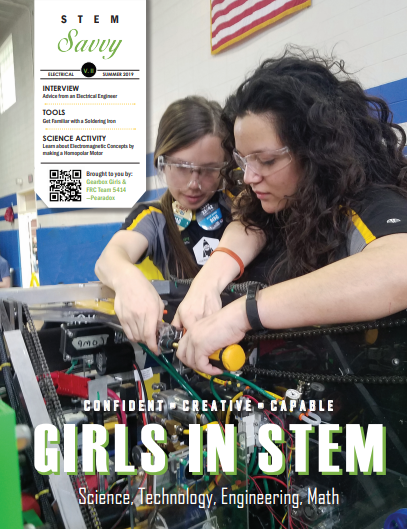 STEM
Savvy
ELECTRICAL V. II SUMMER 2019
INTERVIEW
Advice from an Electrical Engineer
TOOLS
Get Familiar with a Soldering Iron
SCIENCE ACTIVITY
Learn about Electromagnetic Concepts by
making a Homopolar Motor
Brought to you by:
Gearbox Girls &
FRC Team 5414
—Pearadox
CONFIDENT ▪ CREATIVE ▪ CAPABLE
GIRLS IN STEM
Science, Technology, Engineering, Math